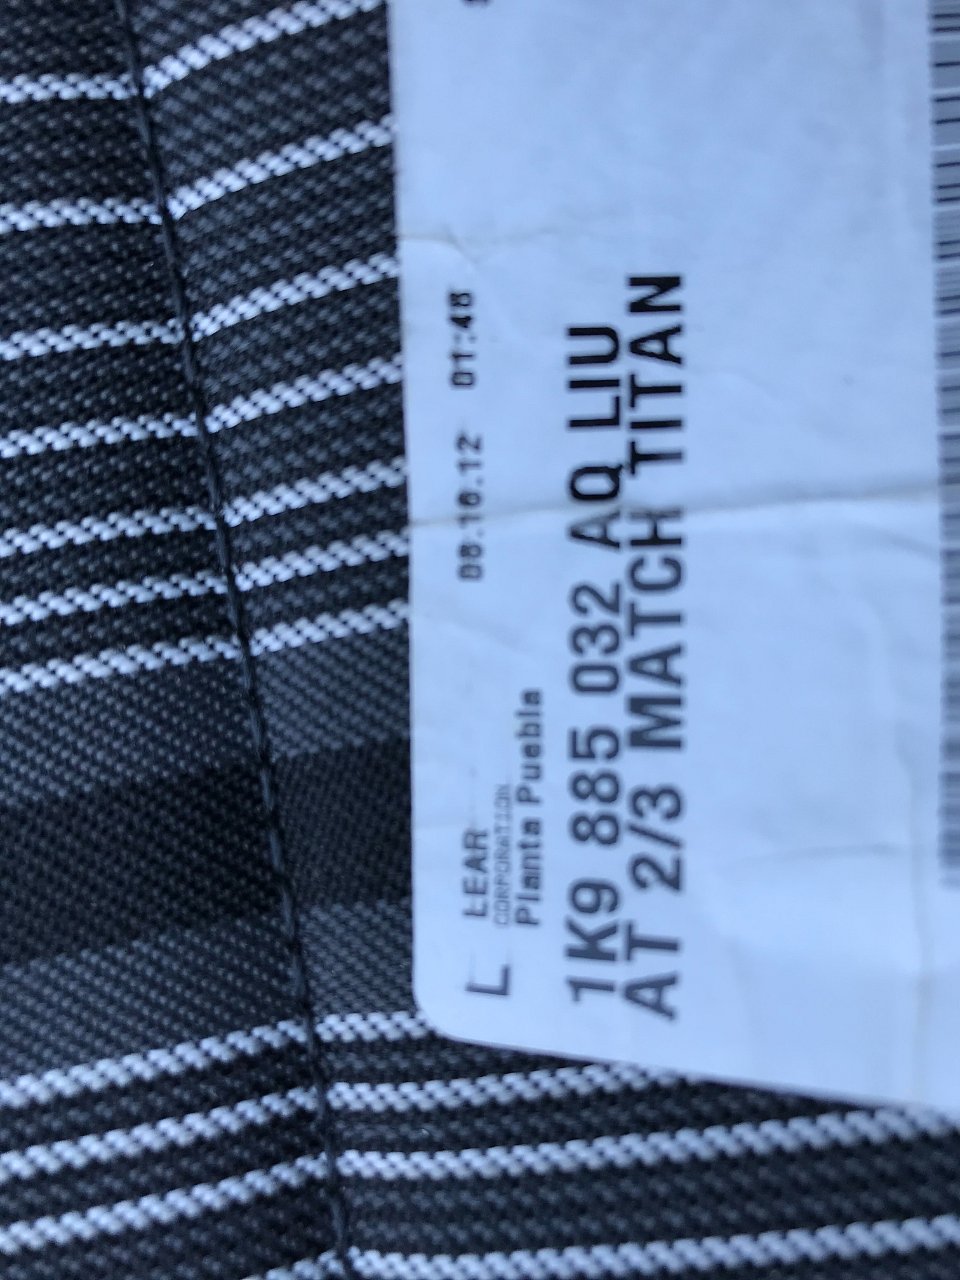 L LEAR 08.16.12 01:48
CORPORATION
Planta Puebla
1K9 885 032 AQ LIU
AT 2/3 MATCH TITAN